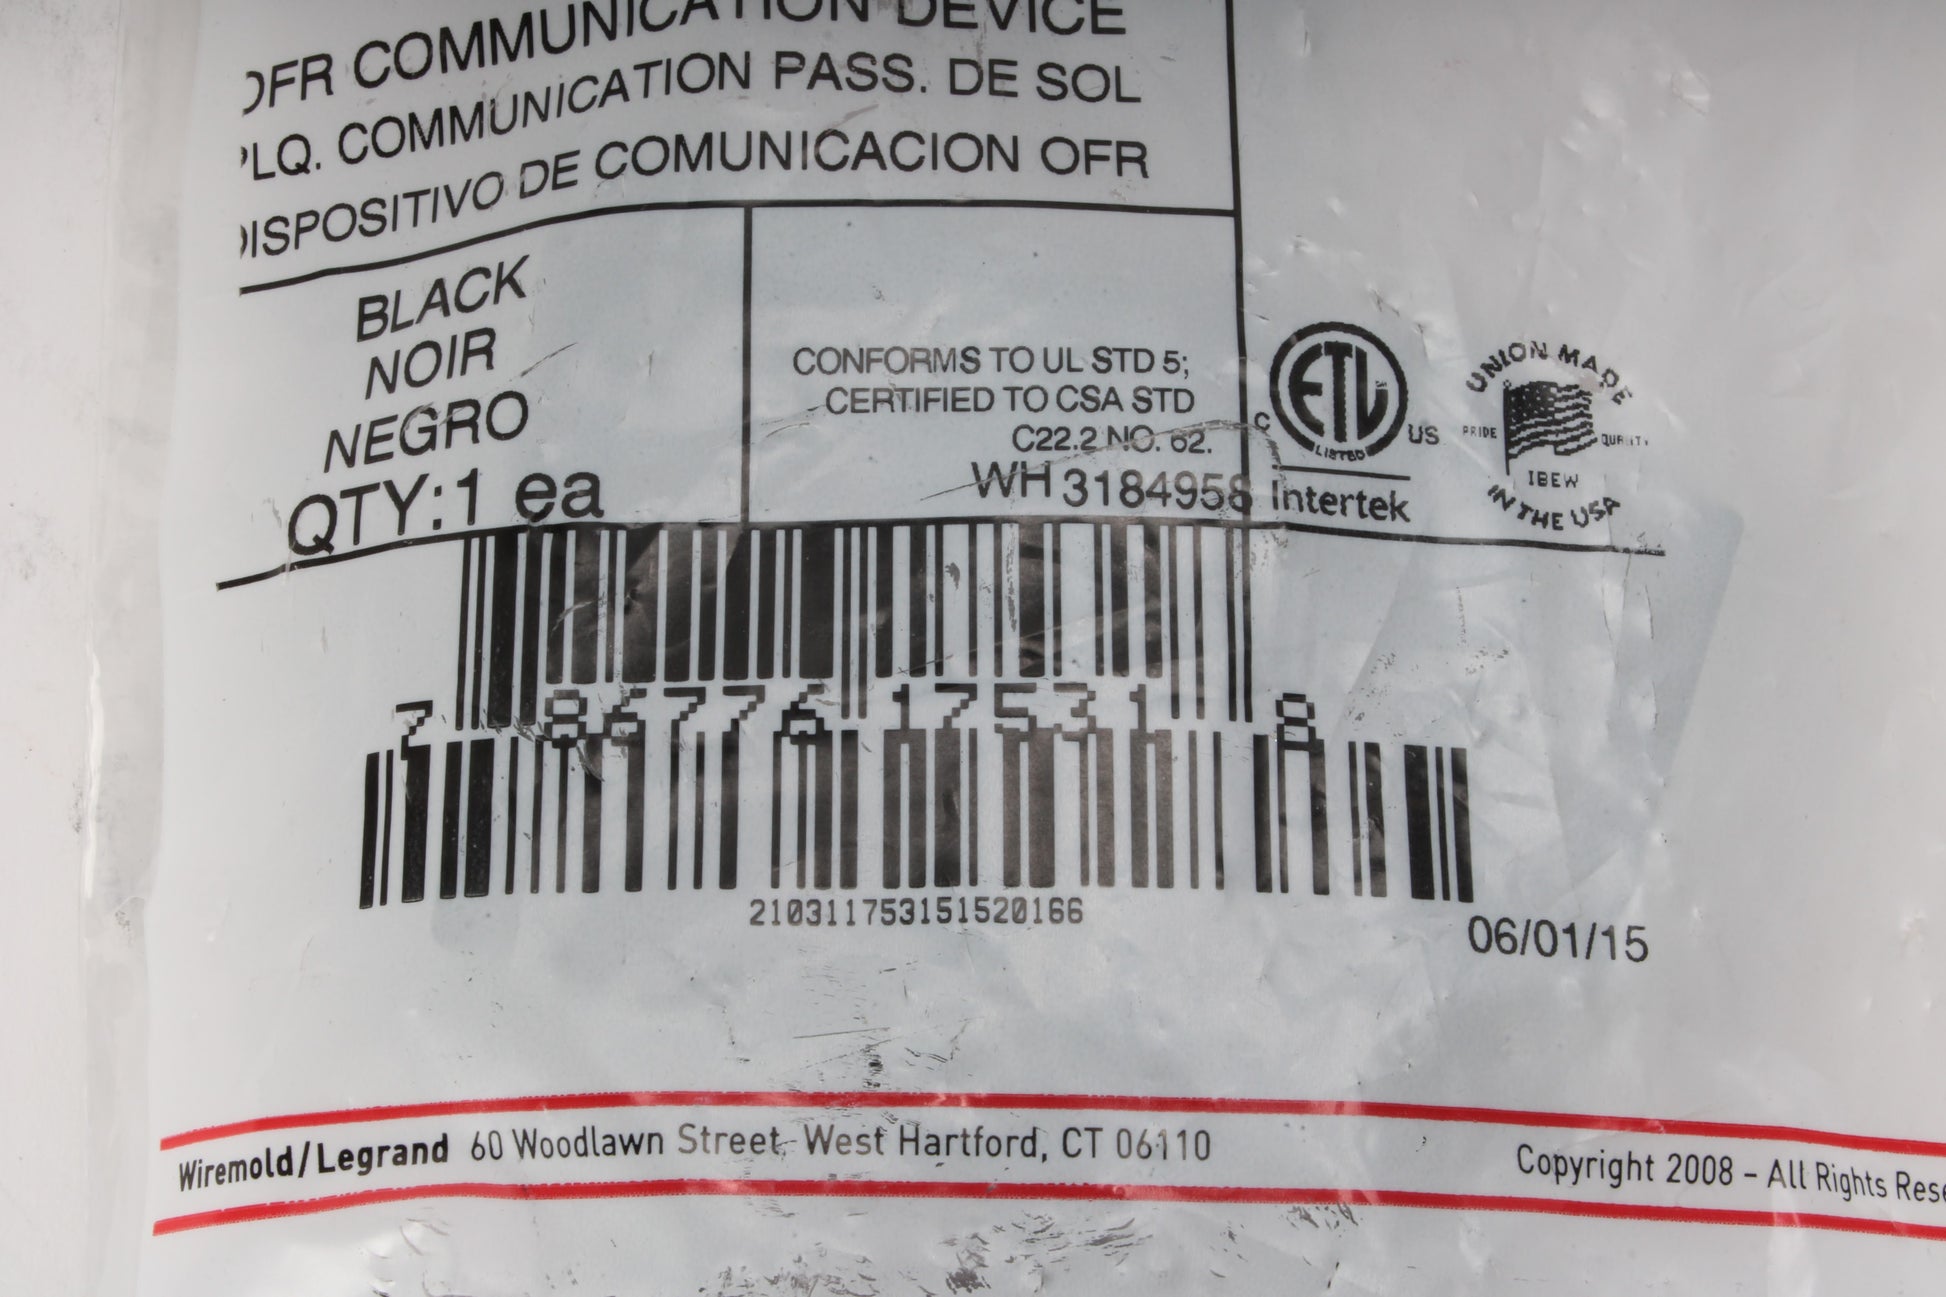 OFR COMMUNICATION DEVICE
PLQ. COMMUNICATION PASS. DE SOL
DISPOSITIVO DE COMUNICACION OFR
BLACK
NOIR
NEGRO
QTY:1 ea
CONFORMS TO UL STD 5;
CERTIFIED TO CSA STD
C22.2 NO. 62.
WH 3184958
C ETL US
LISTED
Intertek
UNION MADE
PRIDE QUALITY
IBEW
IN THE USA
7 86776 17531 8
210311753151520166
06/01/15
Wiremold/Legrand 60 Woodlawn Street, West Hartford, CT 06110
Copyright 2008 - All Rights Rese